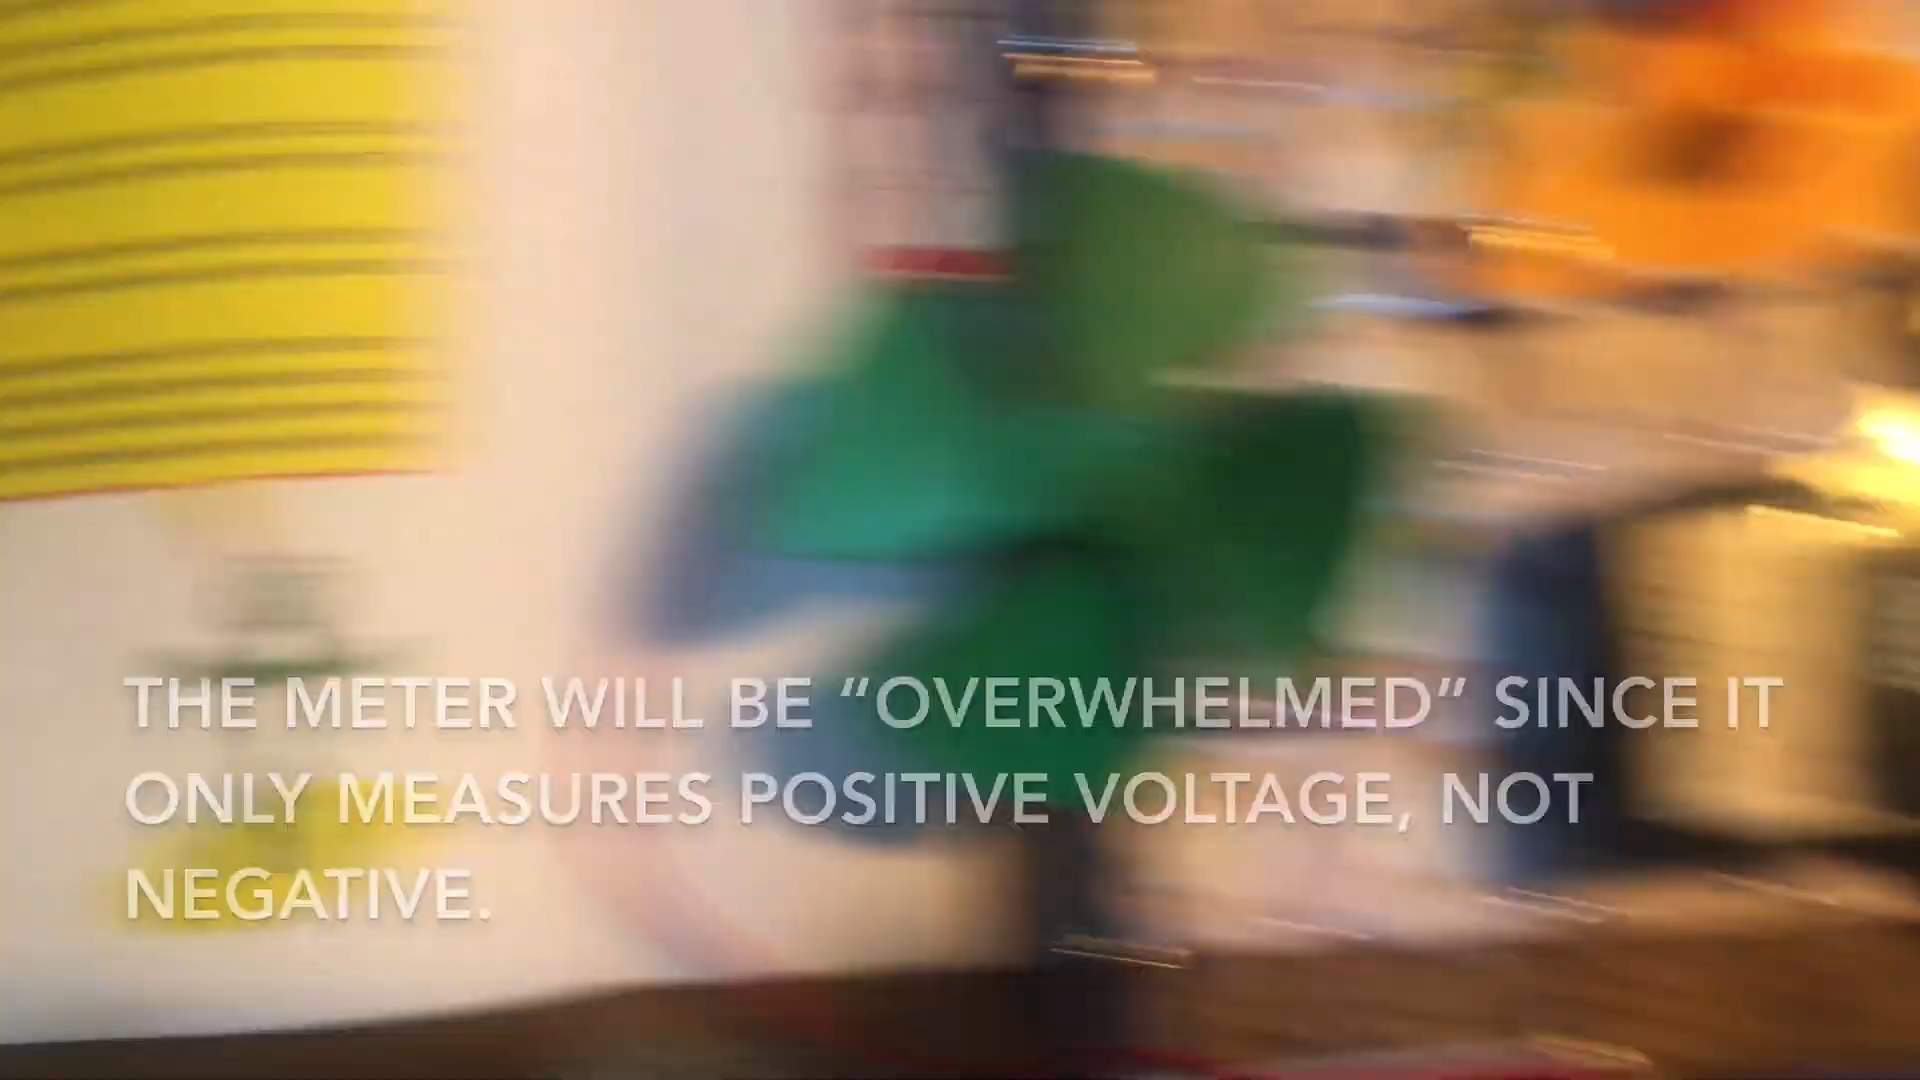 THE METER WILL BE “OVERWHELMED” SINCE IT
ONLY MEASURES POSITIVE VOLTAGE, NOT
NEGATIVE.